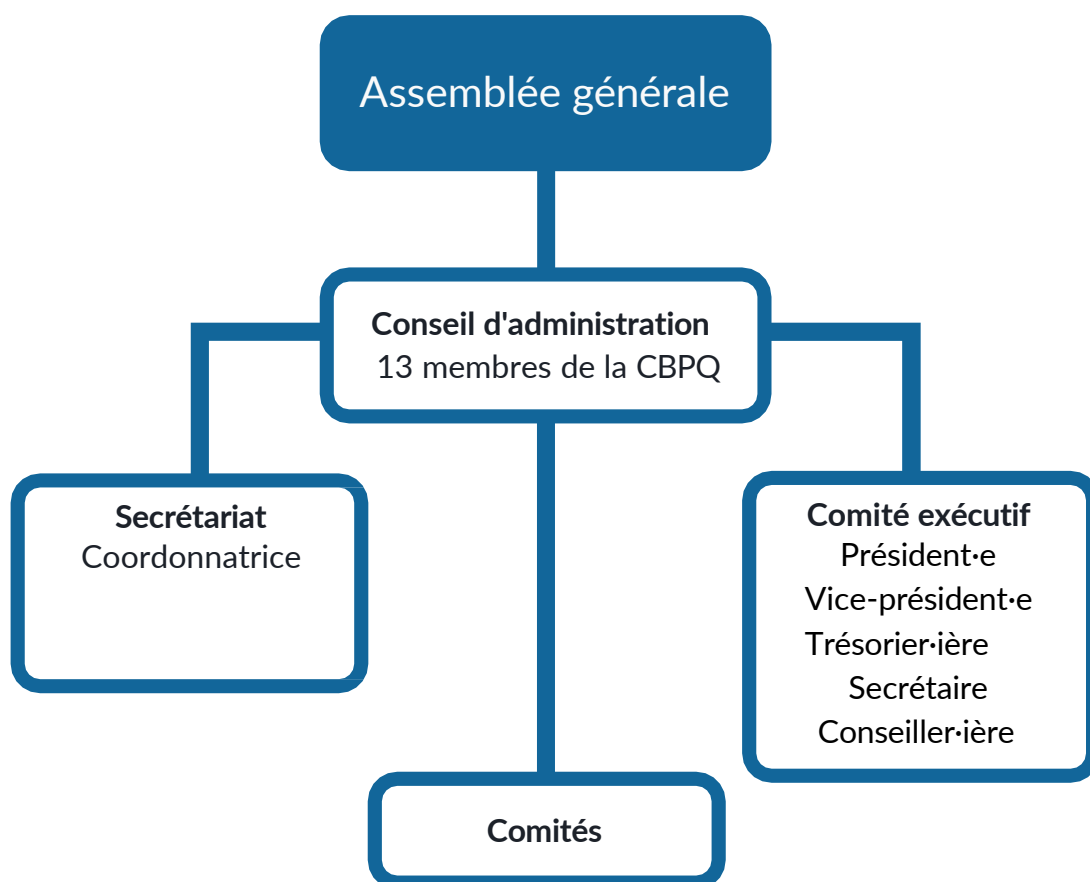 Assemblée générale
Conseil d'administration
13 membres de la CBPQ
Secrétariat
Coordonnatrice
Comité exécutif
Président·e
Vice-président·e
Trésorier·ière
Secrétaire
Conseiller·ière
Comités